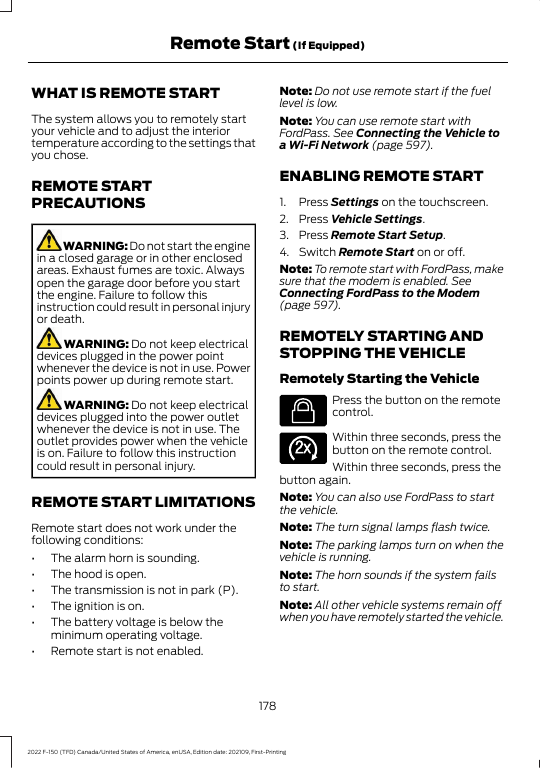 Remote Start (If Equipped)
WHAT IS REMOTE START
The system allows you to remotely start
your vehicle and to adjust the interior
temperature according to the settings that
you chose.
REMOTE START
PRECAUTIONS
WARNING: Do not start the engine
in a closed garage or in other enclosed
areas. Exhaust fumes are toxic. Always
open the garage door before you start
the engine. Failure to follow this
instruction could result in personal injury
or death.
WARNING: Do not keep electrical
devices plugged in the power point
whenever the device is not in use. Power
points power up during remote start.
WARNING: Do not keep electrical
devices plugged into the power outlet
whenever the device is not in use. The
outlet provides power when the vehicle
is on. Failure to follow this instruction
could result in personal injury.
REMOTE START LIMITATIONS
Remote start does not work under the
following conditions:
• The alarm horn is sounding.
• The hood is open.
• The transmission is not in park (P).
• The ignition is on.
• The battery voltage is below the
minimum operating voltage.
• Remote start is not enabled.
Note: Do not use remote start if the fuel
level is low.
Note: You can use remote start with
FordPass. See Connecting the Vehicle to
a Wi-Fi Network (page 597).
ENABLING REMOTE START
1. Press Settings on the touchscreen.
2. Press Vehicle Settings.
3. Press Remote Start Setup.
4. Switch Remote Start on or off.
Note: To remote start with FordPass, make
sure that the modem is enabled. See
Connecting FordPass to the Modem
(page 597).
REMOTELY STARTING AND
STOPPING THE VEHICLE
Remotely Starting the Vehicle
Press the button on the remote
control.
2x
Within three seconds, press the
button on the remote control.
Within three seconds, press the
button again.
Note: You can also use FordPass to start
the vehicle.
Note: The turn signal lamps flash twice.
Note: The parking lamps turn on when the
vehicle is running.
Note: The horn sounds if the system fails
to start.
Note: All other vehicle systems remain off
when you have remotely started the vehicle.
178
2022 F-150 (TFD) Canada/United States of America, enUSA, Edition date: 202109, First-Printing